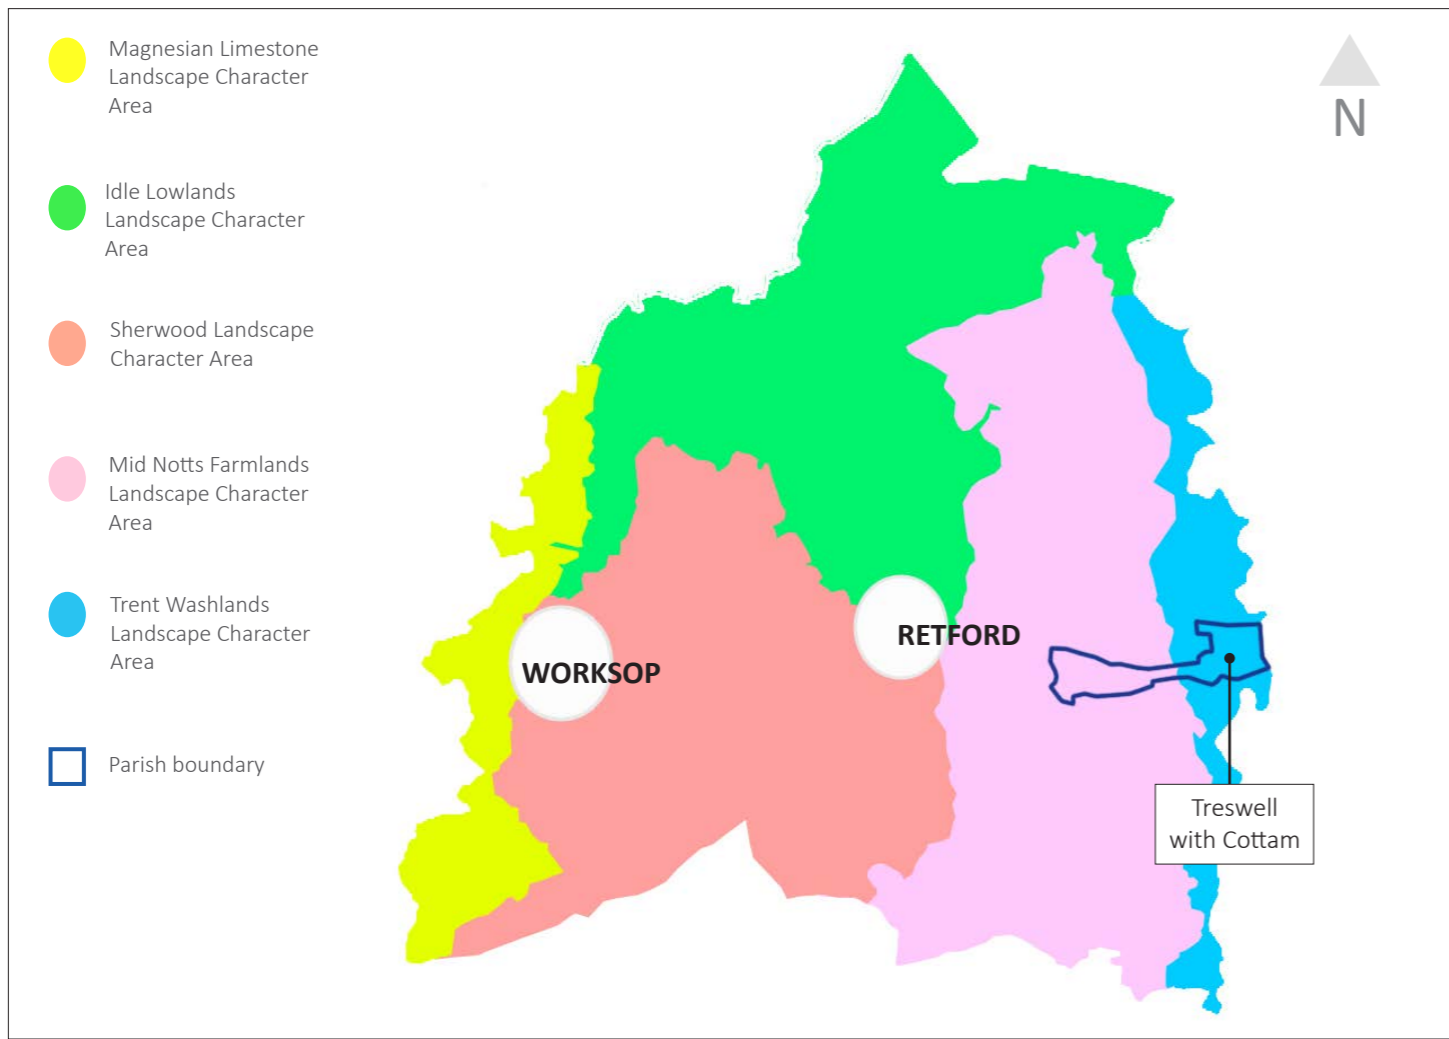 Magnesian Limestone
Landscape Character
Area
Idle Lowlands
Landscape Character
Area
Sherwood Landscape
Character Area
Mid Notts Farmlands
Landscape Character
Area
Trent Washlands
Landscape Character
Area
Parish boundary
N
RETFORD
WORKSOP
Treswell
with Cottam